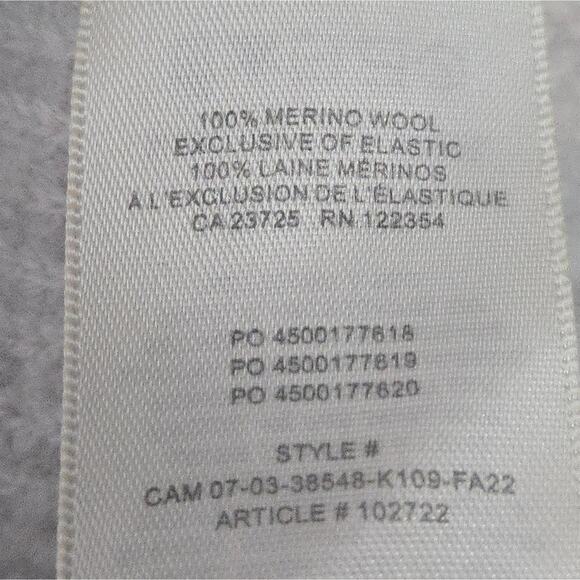 100% MERINO WOOL
EXCLUSIVE OF ELASTIC
100% LAINE MÉRINOS
À L'EXCLUSION DE L'ÉLASTIQUE
CA 23725 RN 122354
PO 4500177618
PO 4500177619
PO 4500177620
STYLE #
CAM 07-03-38548-K109-FA22
ARTICLE # 102722